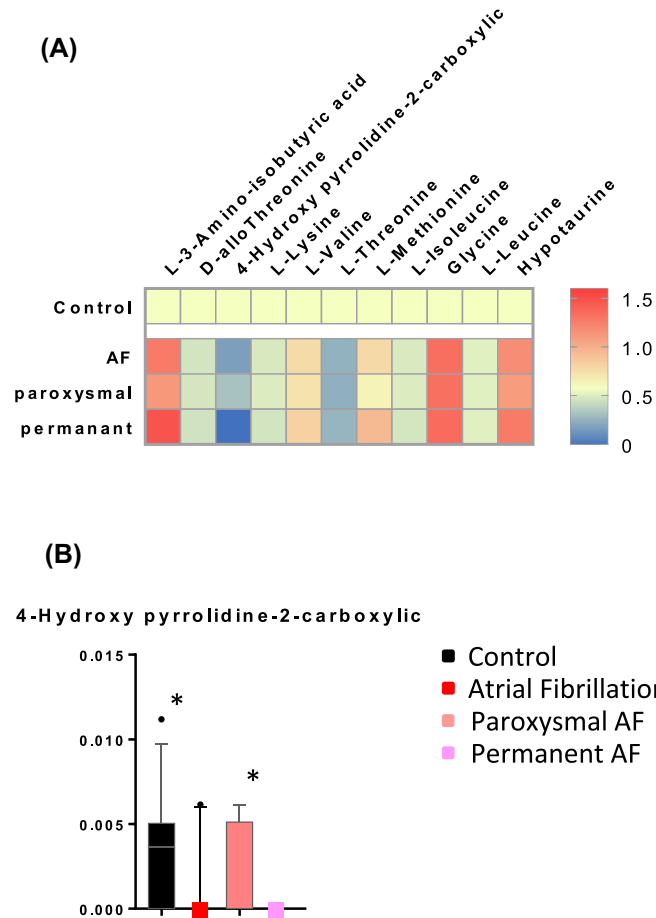 (A)
L-3-Amino-isobutyric acid
D-alloThreonine
4-Hydroxy pyrrolidine-2-carboxylic
L-Lysine
L-Valine
L-Threonine
L-Methionine
L-Isoleucine
Glycine
L-Leucine
Hypotaurine
Control
AF
paroxysmal
permanant
1.5
1.0
0.5
0
(B)
4-Hydroxy pyrrolidine-2-carboxylic
0.015
0.010
0.005
0.000
*
*
Control
Atrial Fibrillation
Paroxysmal AF
Permanent AF